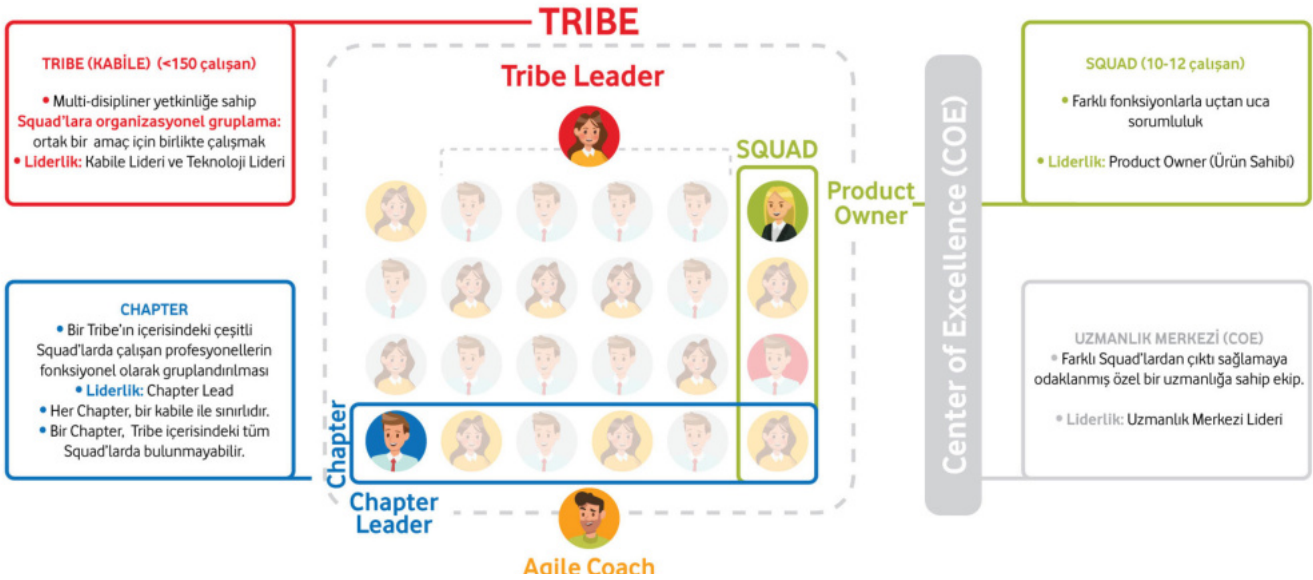 TRIBE
TRIBE (KABİLE) (<150 çalışan)
• Multi-disipliner yetkinliğe sahip
Squad'lara organizasyonel gruplama:
ortak bir amaç için birlikte çalışmak
• Liderlik: Kabile Lideri ve Teknoloji Lideri
CHAPTER
• Bir Tribe'ın içerisindeki çeşitli
Squad'larda çalışan profesyonellerin
fonksiyonel olarak gruplandırılması
• Liderlik: Chapter Lead
• Her Chapter, bir kabile ile sınırlıdır.
• Bir Chapter, Tribe içerisindeki tüm
Squad'larda bulunmayabilir.
Tribe Leader
SQUAD
Product
Owner
Chapter
Chapter
Leader
Agile Coach
Center of Excellence (COE)
SQUAD (10-12 çalışan)
• Farklı fonksiyonlarla uçtan uca
sorumluluk
• Liderlik: Product Owner (Ürün Sahibi)
UZMANLIK MERKEZİ (COE)
• Farklı Squad'lardan çıktı sağlamaya
odaklanmış özel bir uzmanlığa sahip ekip.
• Liderlik: Uzmanlık Merkezi Lideri